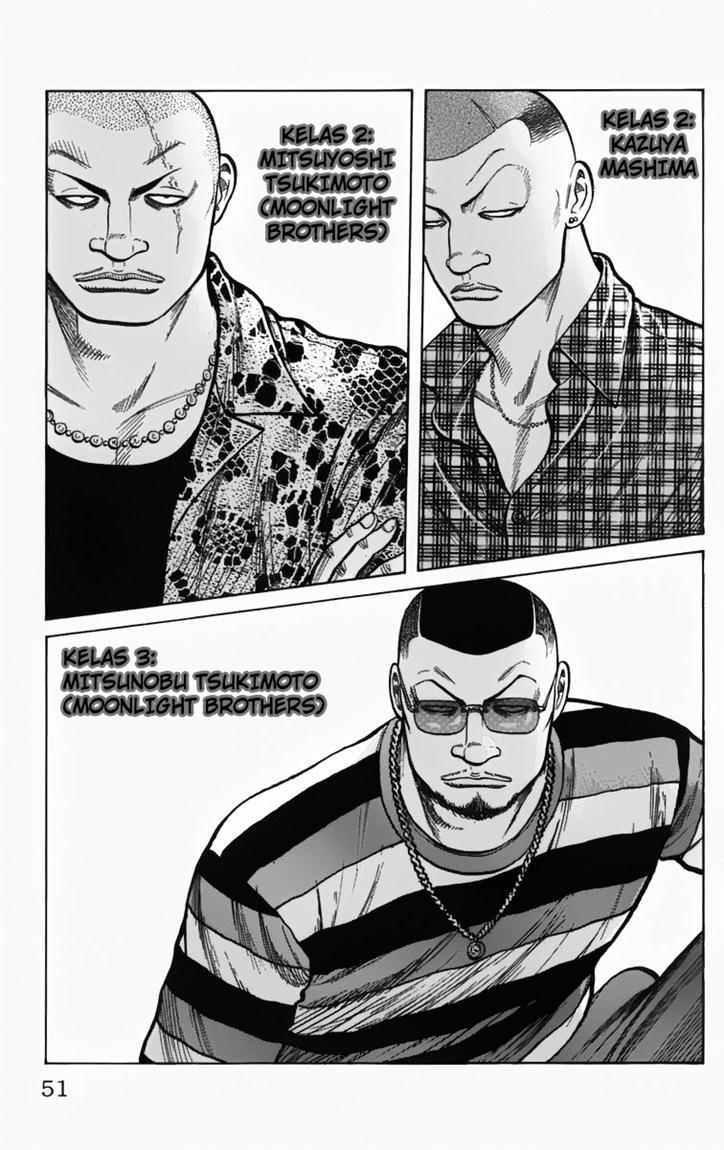 KELAS 2:
MITSUYOSHI
TSUKIMOTO
(MOONLIGHT
BROTHERS)
KELAS 2:
KAZUYA
MASHIMA
KELAS 3:
MITSUNOBU TSUKIMOTO
(MOONLIGHT BROTHERS)
51